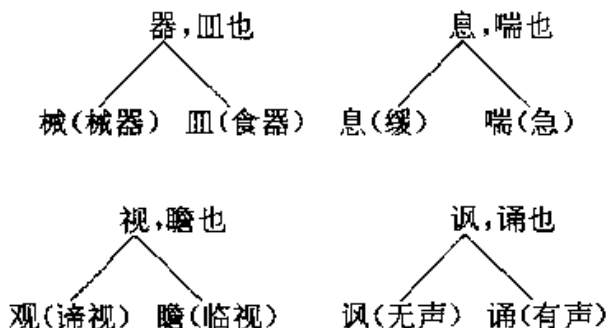 器,皿也 息,喘也
械(械器) 皿(食器) 息(缓) 喘(急)
视,瞻也 讽,诵也
观(谛视) 瞻(临视) 讽(无声) 诵(有声)